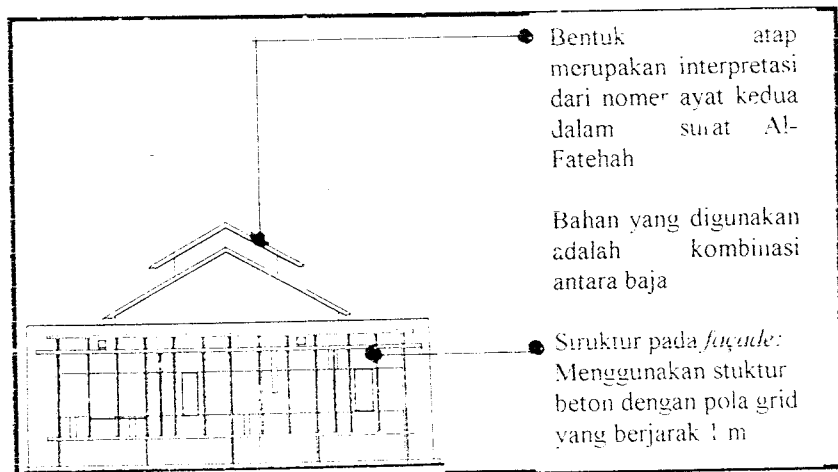 Bentuk atap
merupakan interpretasi
dari nomer ayat kedua
dalam surat Al-
Fatehah
Bahan yang digunakan
adalah kombinasi
antara baja
Struktur pada façade:
Menggunakan stuktur
beton dengan pola grid
yang berjarak 1 m